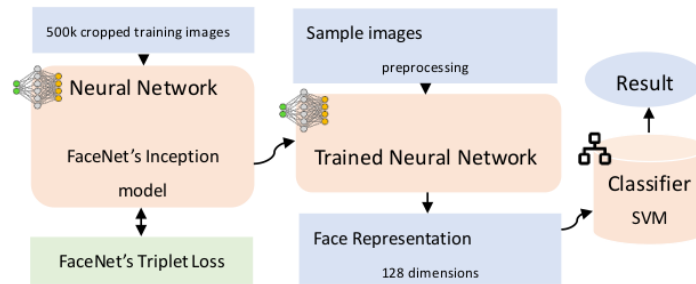 500k cropped training images
Neural Network
FaceNet's Inception
model
FaceNet's Triplet Loss
Sample images
preprocessing
Trained Neural Network
Face Representation
128 dimensions
Result
Classifier
SVM